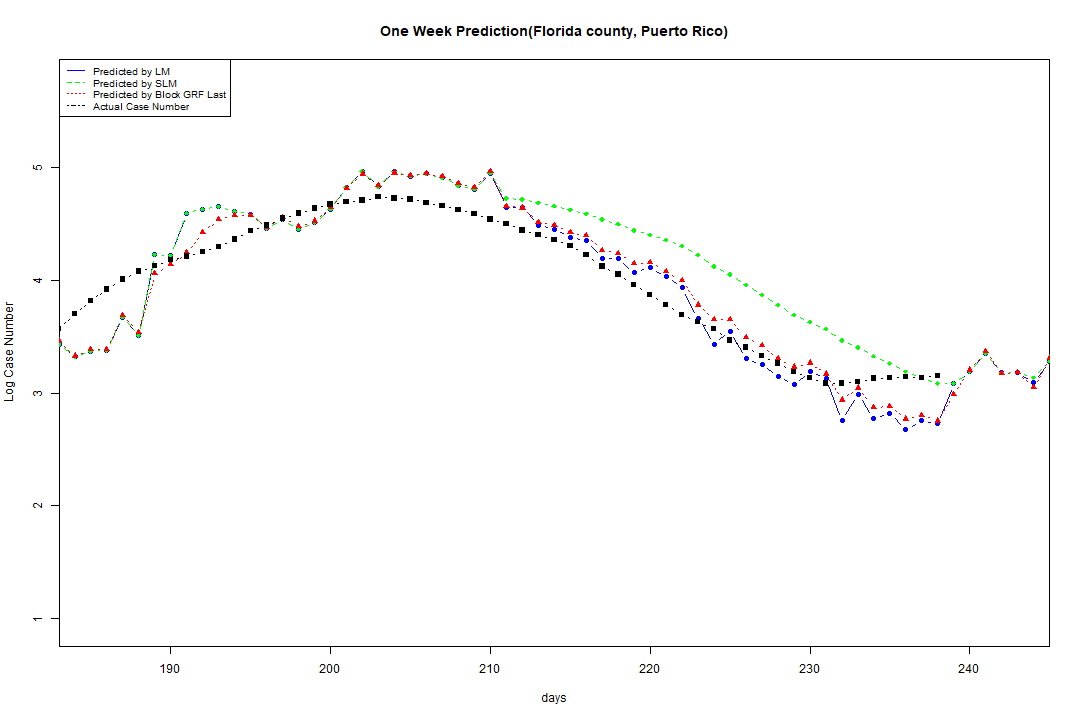 One Week Prediction(Florida county, Puerto Rico)
Predicted by LM
Predicted by SLM
Predicted by Block GRF Last
Actual Case Number
5
4
3
2
1
Log Case Number
190 200 210 220 230 240
days